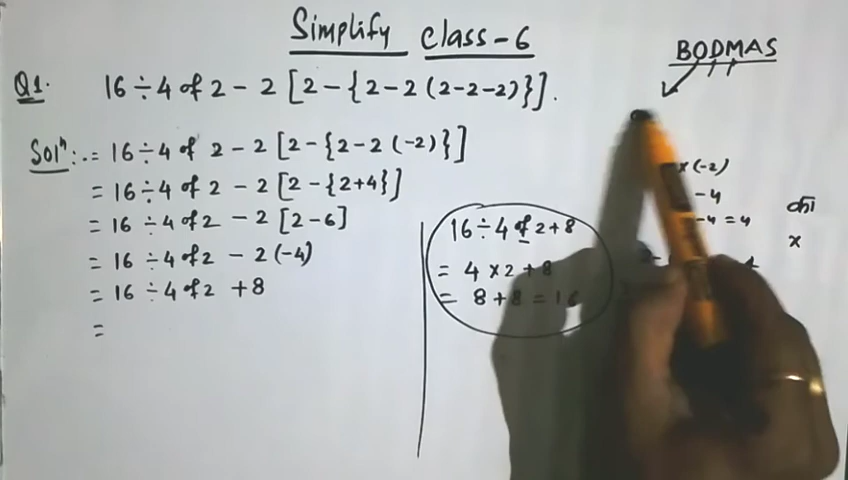 Simplify class-6
BODMAS
Q1. 16 ÷ 4 of 2 - 2 [2 - {2 - 2 (2-2-2)}].
Solⁿ:- = 16 ÷ 4 of 2 - 2 [2 - {2 - 2 (-2)}]
= 16 ÷ 4 of 2 - 2 [2 - {2+4}]
= 16 ÷ 4 of 2 - 2 [2-6]
= 16 ÷ 4 of 2 - 2 (-4)
= 16 ÷ 4 of 2 + 8
=
16 ÷ 4 of 2 + 8
= 4 × 2 + 8
= 8 + 8 = 16
x (-2)
- 4
-4 = 4
का
x